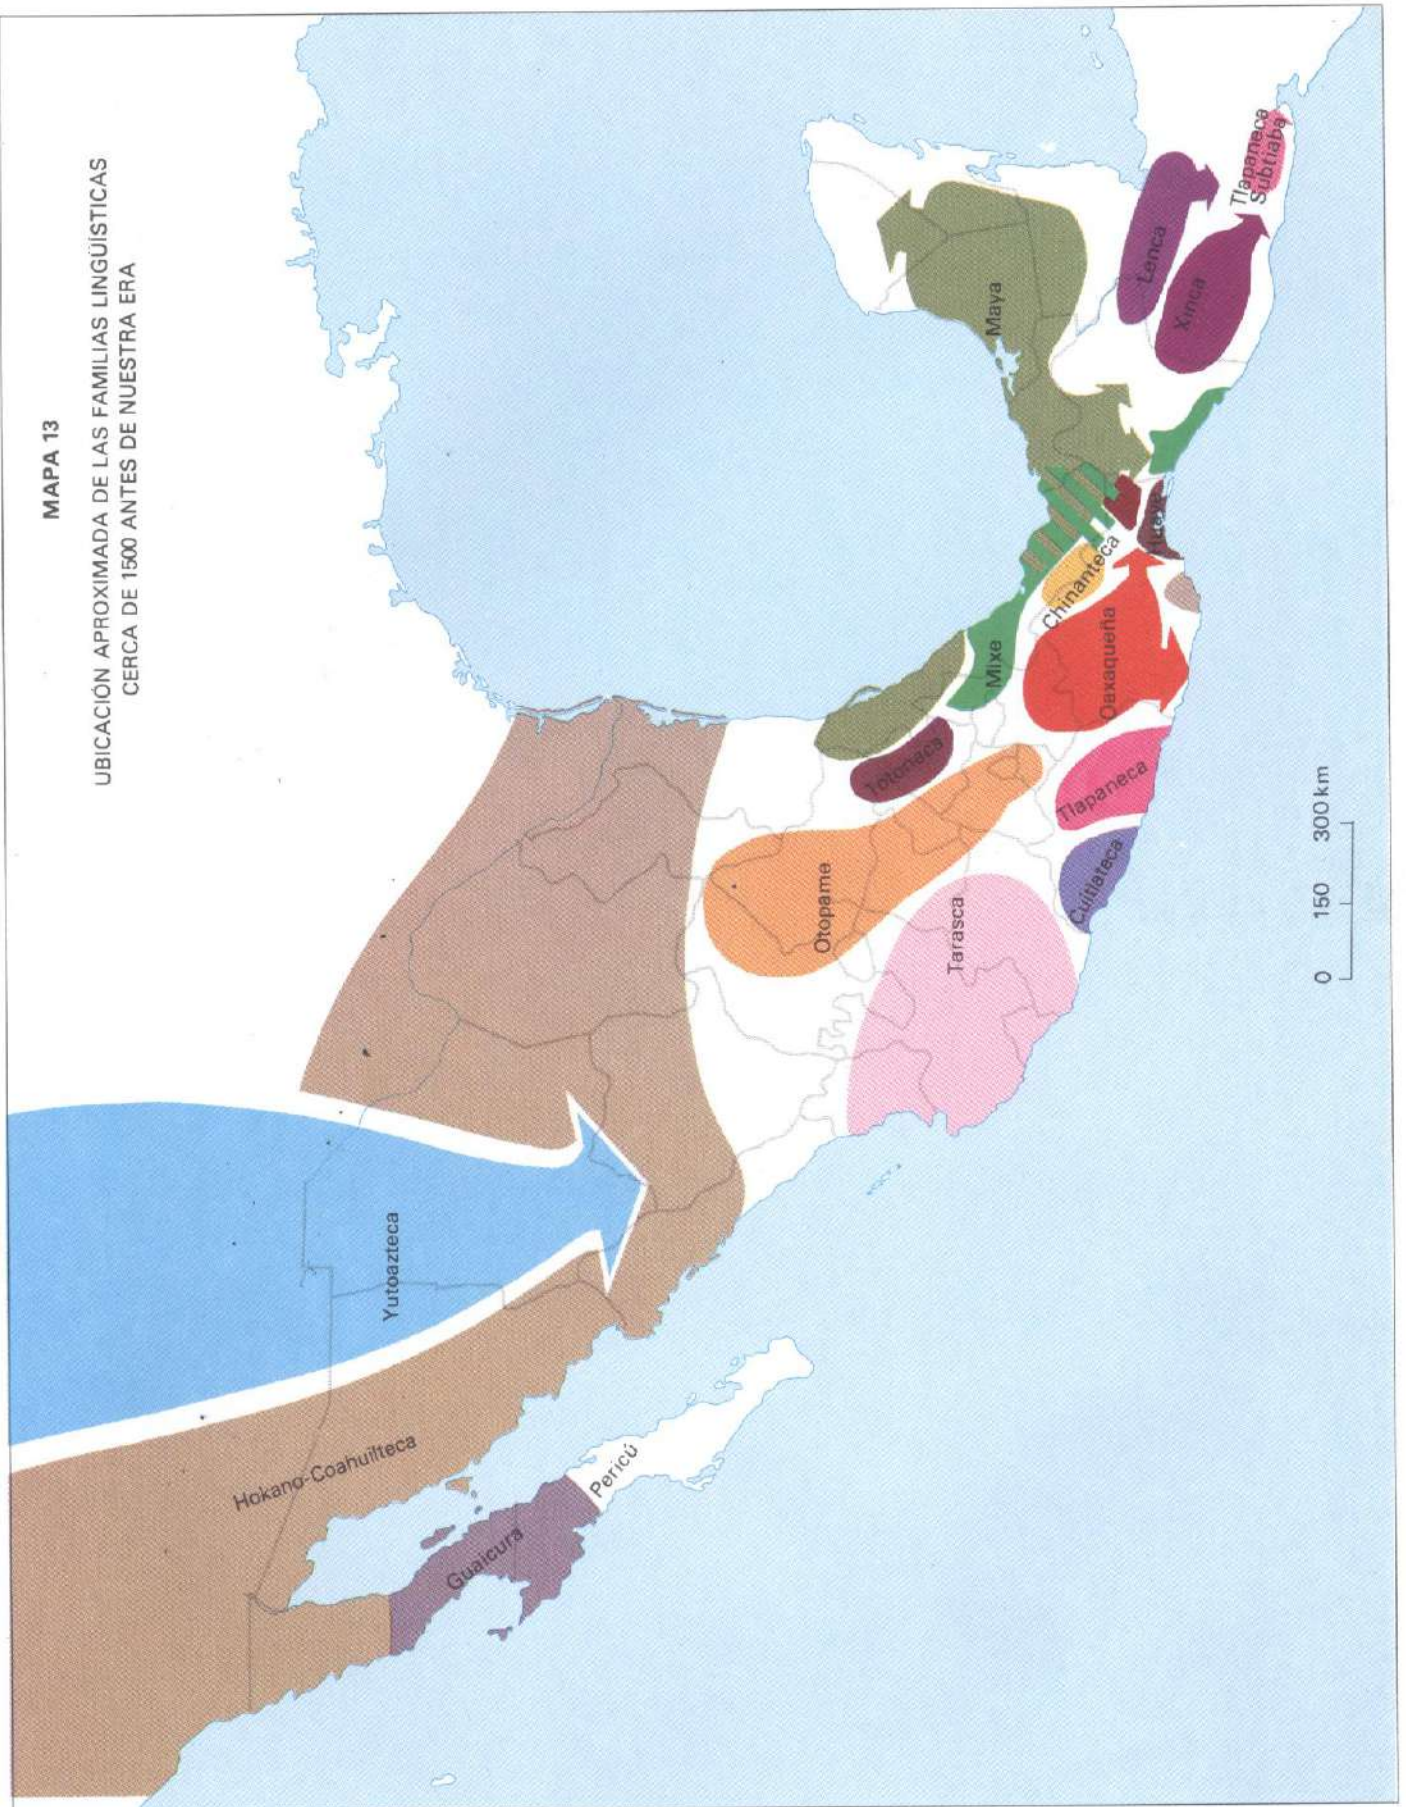 MAPA 13
UBICACIÓN APROXIMADA DE LAS FAMILIAS LINGÜÍSTICAS
CERCA DE 1500 ANTES DE NUESTRA ERA
Yutoazteca
Hokano-Coahuilteca
Guaicura
Pericú
Otopame
Tarasca
Totonaca
Cuitlateca
Tlapaneca
Mixe
Oaxaqueña
Chinanteca
Huave
Maya
Lenca
Xinca
Tlapaneca
Subtiaba
0 150 300 km